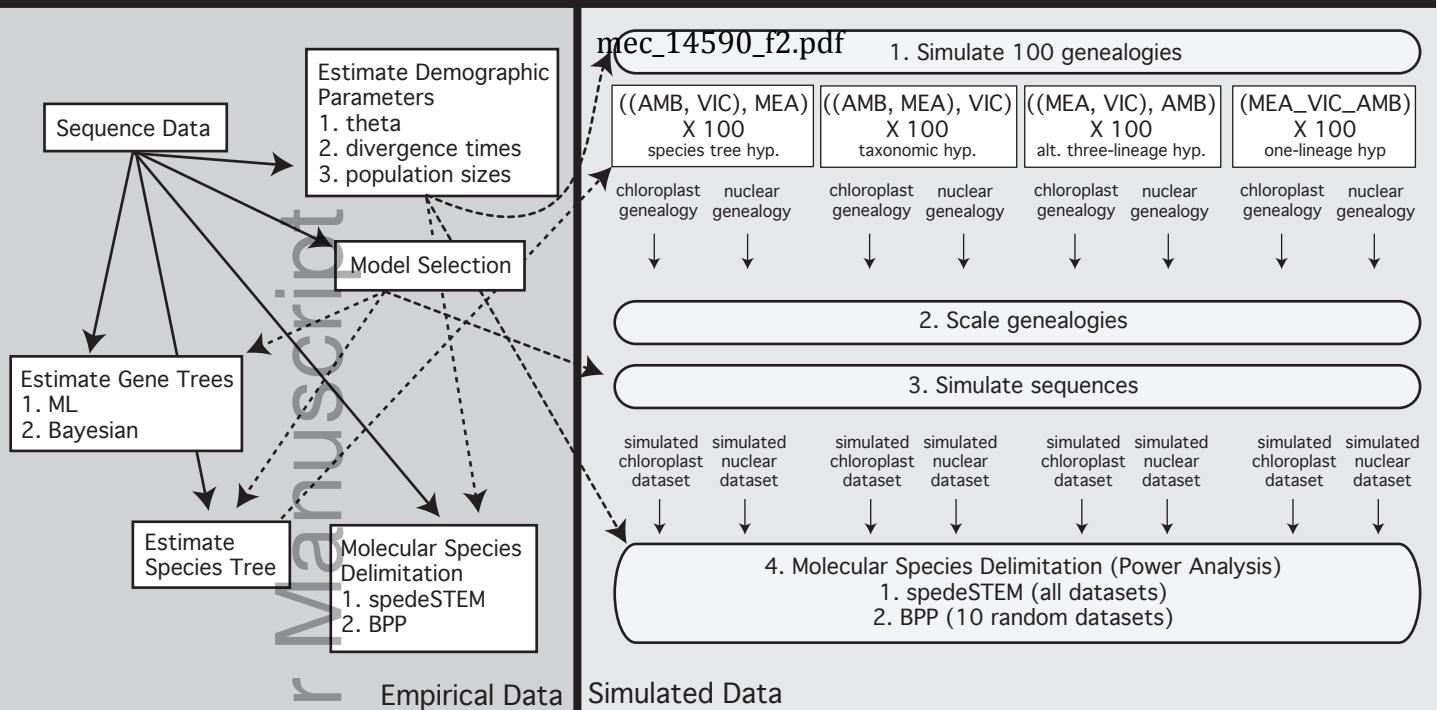 mec_14590_f2.pdf
Sequence Data
Estimate Demographic
Parameters
1. theta
2. divergence times
3. population sizes
Model Selection
Estimate Gene Trees
1. ML
2. Bayesian
Estimate
Species Tree
Molecular Species
Delimitation
1. spedeSTEM
2. BPP
r Manuscript
Empirical Data
1. Simulate 100 genealogies
((AMB, VIC), MEA)
X 100
species tree hyp.
((AMB, MEA), VIC)
X 100
taxonomic hyp.
((MEA, VIC), AMB)
X 100
alt. three-lineage hyp.
(MEA_VIC_AMB)
X 100
one-lineage hyp
chloroplast
genealogy
nuclear
genealogy
chloroplast
genealogy
nuclear
genealogy
chloroplast
genealogy
nuclear
genealogy
chloroplast
genealogy
nuclear
genealogy
2. Scale genealogies
3. Simulate sequences
simulated
chloroplast
dataset
simulated
nuclear
dataset
simulated
chloroplast
dataset
simulated
nuclear
dataset
simulated
chloroplast
dataset
simulated
nuclear
dataset
simulated
chloroplast
dataset
simulated
nuclear
dataset
4. Molecular Species Delimitation (Power Analysis)
1. spedeSTEM (all datasets)
2. BPP (10 random datasets)
Simulated Data